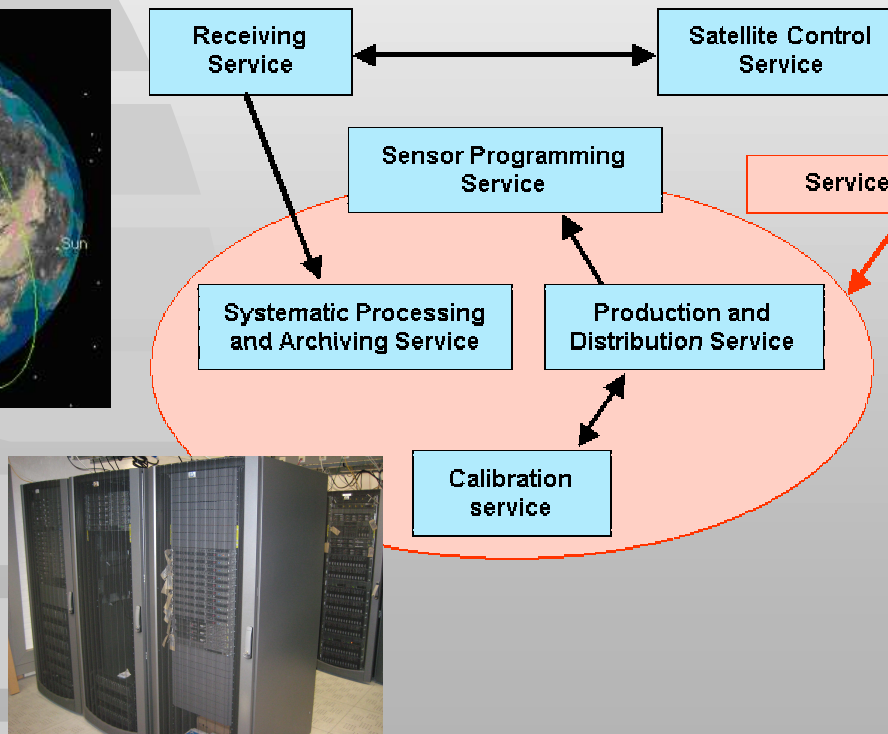 Receiving
Service
Satellite Control
Service
Sensor Programming
Service
Service
Sun
Systematic Processing
and Archiving Service
Production and
Distribution Service
Calibration
service